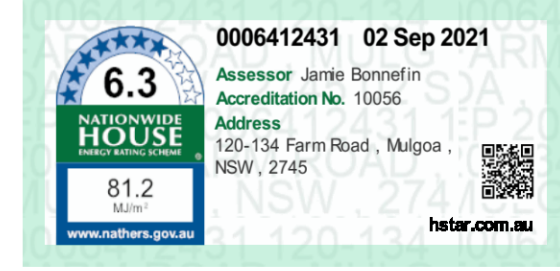 0006412431 02 Sep 2021
6.3
Assessor Jamie Bonnefin
Accreditation No. 10056
Address
120-134 Farm Road , Mulgoa ,
NSW , 2745
NATIONWIDE
HOUSE
ENERGY RATING SCHEME
81.2
MJ/m²
www.nathers.gov.au
hstar.com.au